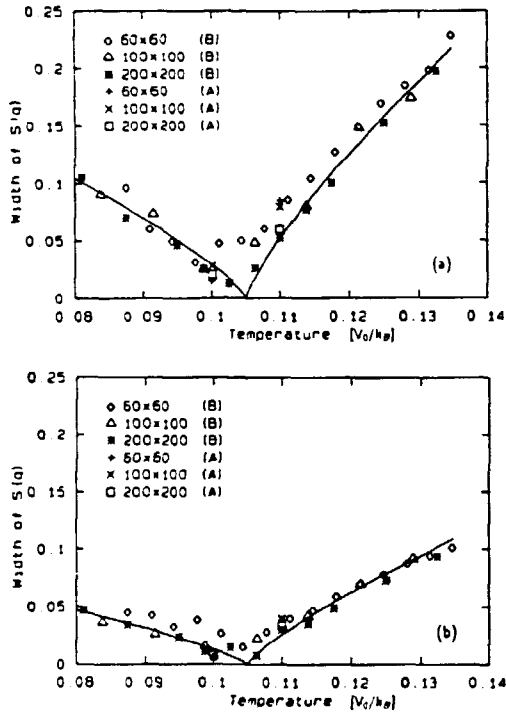 0.25
0.2
0.15
0.1
0.05
0
Width of S(q)
60×60 (B)
100×100 (B)
200×200 (B)
60×60 (A)
100×100 (A)
200×200 (A)
(a)
0.08 0.09 0.1 0.11 0.12 0.13 0.14
Temperature [V₀/k_B]
0.25
0.2
0.15
0.1
0.05
0
Width of S(q)
60×60 (B)
100×100 (B)
200×200 (B)
60×60 (A)
100×100 (A)
200×200 (A)
(b)
0.08 0.09 0.1 0.11 0.12 0.13 0.14
Temperature [V₀/k_B]